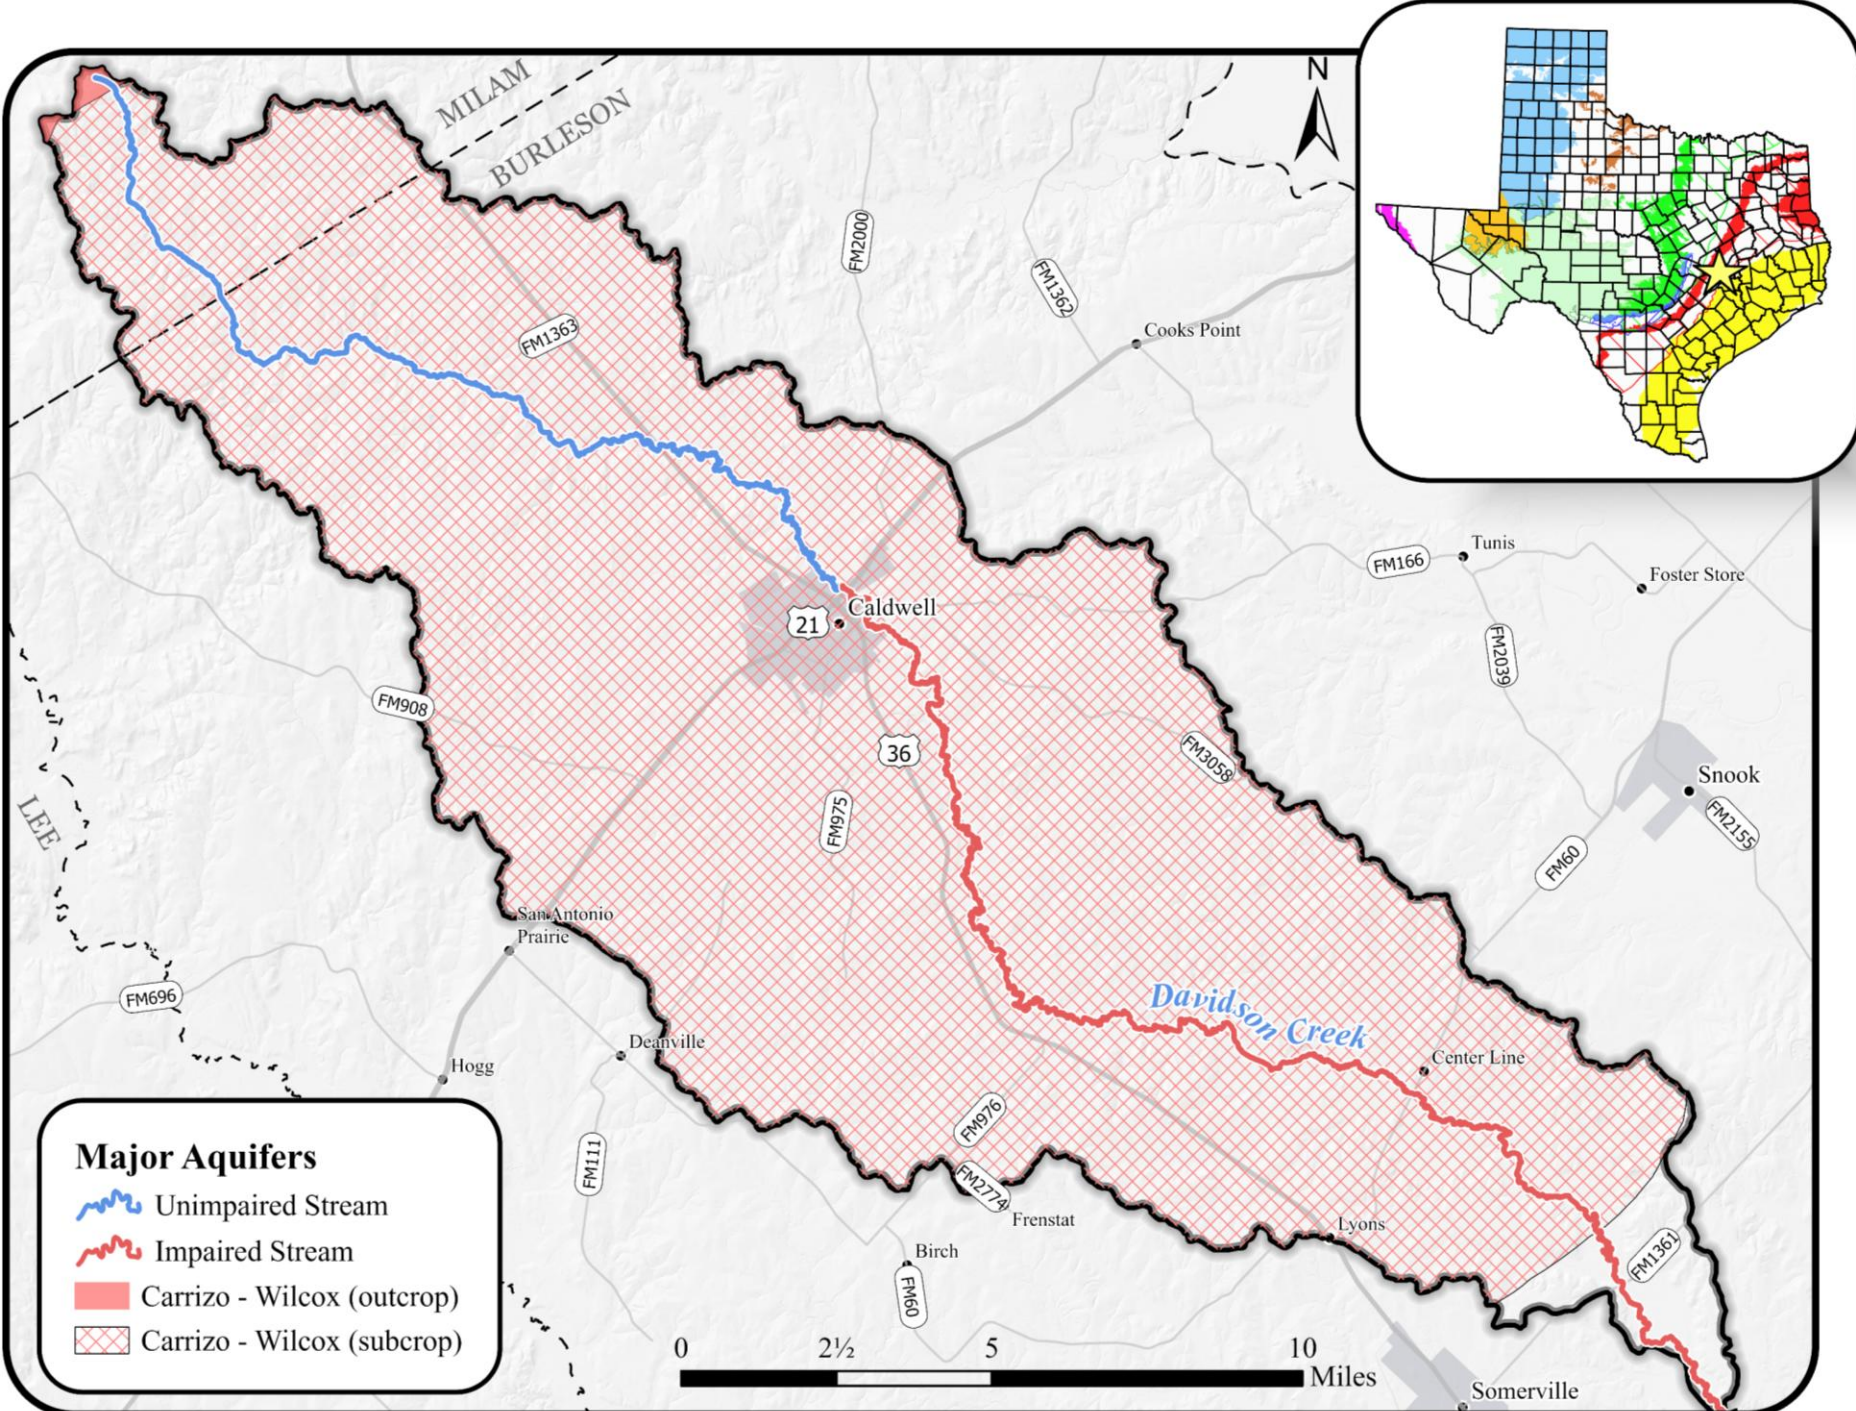 N
MILAM
BURLESON
FM2000
FM1362
Cooks Point
FM1363
Tunis
FM166
Foster Store
Caldwell
21
FM2039
FM908
36
FM3058
Snook
LEE
FM975
FM2155
FM60
San Antonio
Prairie
FM696
Davidson Creek
Deanville
Center Line
Hogg
FM976
FM111
FM2774
Frenstat
Lyons
FM1361
Birch
FM60
Major Aquifers
Unimpaired Stream
Impaired Stream
Carrizo - Wilcox (outcrop)
Carrizo - Wilcox (subcrop)
0 2½ 5 10
Miles
Somerville